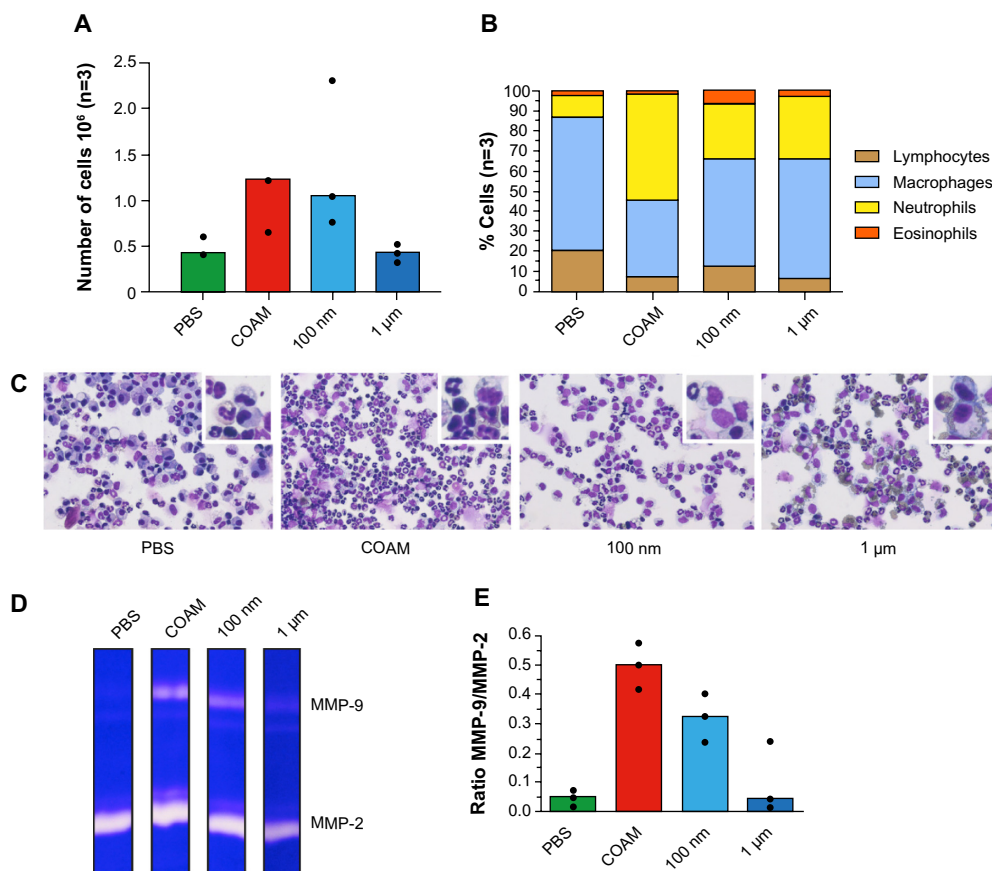 A
Number of cells 10⁶ (n=3)
2.5
2.0
1.5
1.0
0.5
0
PBS
COAM
100 nm
1 µm
B
% Cells (n=3)
100
90
80
70
60
50
40
30
20
10
0
PBS
COAM
100 nm
1 µm
Lymphocytes
Macrophages
Neutrophils
Eosinophils
C
PBS
COAM
100 nm
1 µm
D
PBS
COAM
100 nm
1 µm
MMP-9
MMP-2
E
Ratio MMP-9/MMP-2
0.6
0.5
0.4
0.3
0.2
0.1
0.0
PBS
COAM
100 nm
1 µm